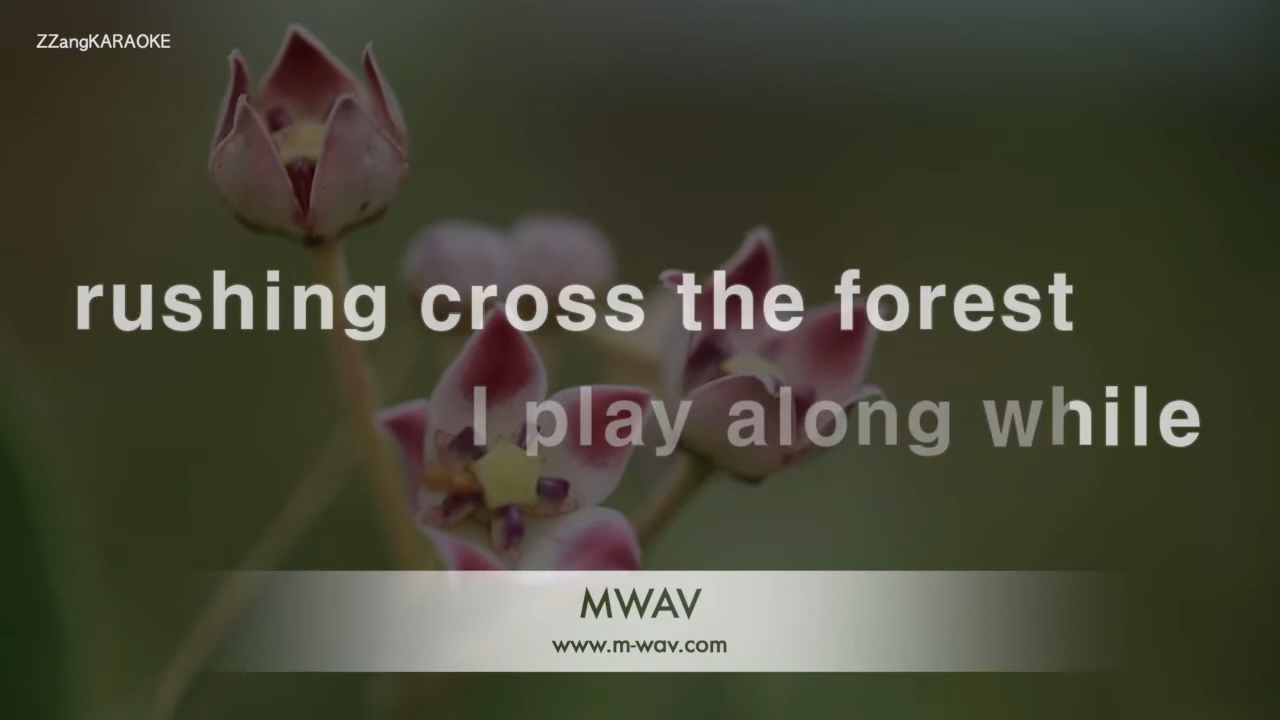 ZZangKARAOKE
rushing cross the forest
I play along while
MWAV
www.m-wav.com